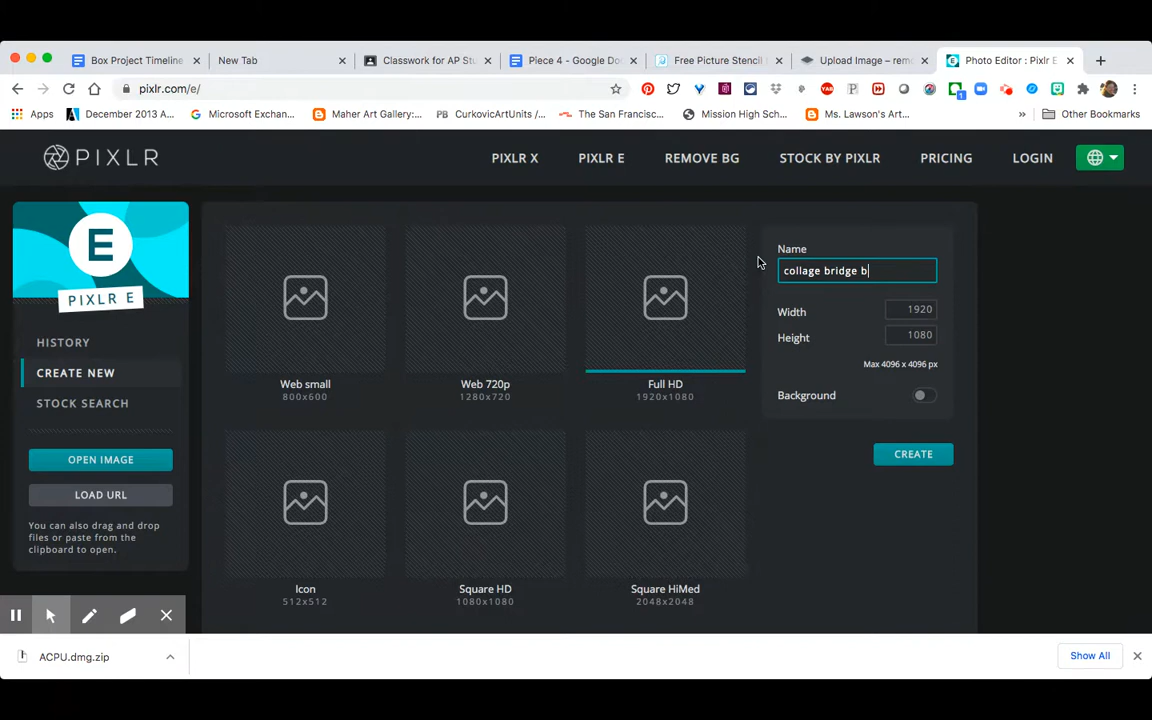 Box Project Timeline
New Tab
Classwork for AP Stu
Piece 4 - Google Do
Free Picture Stencil
Upload Image – remo
Photo Editor : Pixlr E
pixlr.com/e/
Apps
December 2013 A...
Microsoft Exchan...
Maher Art Gallery:...
PB CurkovicArtUnits /...
The San Francisc...
Mission High Schoo...
Ms. Lawson's Art...
»
Other Bookmarks
PIXLR
PIXLR X
PIXLR E
REMOVE BG
STOCK BY PIXLR
PRICING
LOGIN
E
PIXLR E
HISTORY
CREATE NEW
STOCK SEARCH
OPEN IMAGE
LOAD URL
You can also drag and drop
files or paste from the
clipboard to open.
Web small
800x600
Web 720p
1280x720
Full HD
1920x1080
Icon
512x512
Square HD
1080x1080
Square HiMed
2048x2048
Name
collage bridge b
Width 1920
Height 1080
Max 4096 x 4096 px
Background
CREATE
ACPU.dmg.zip
Show All